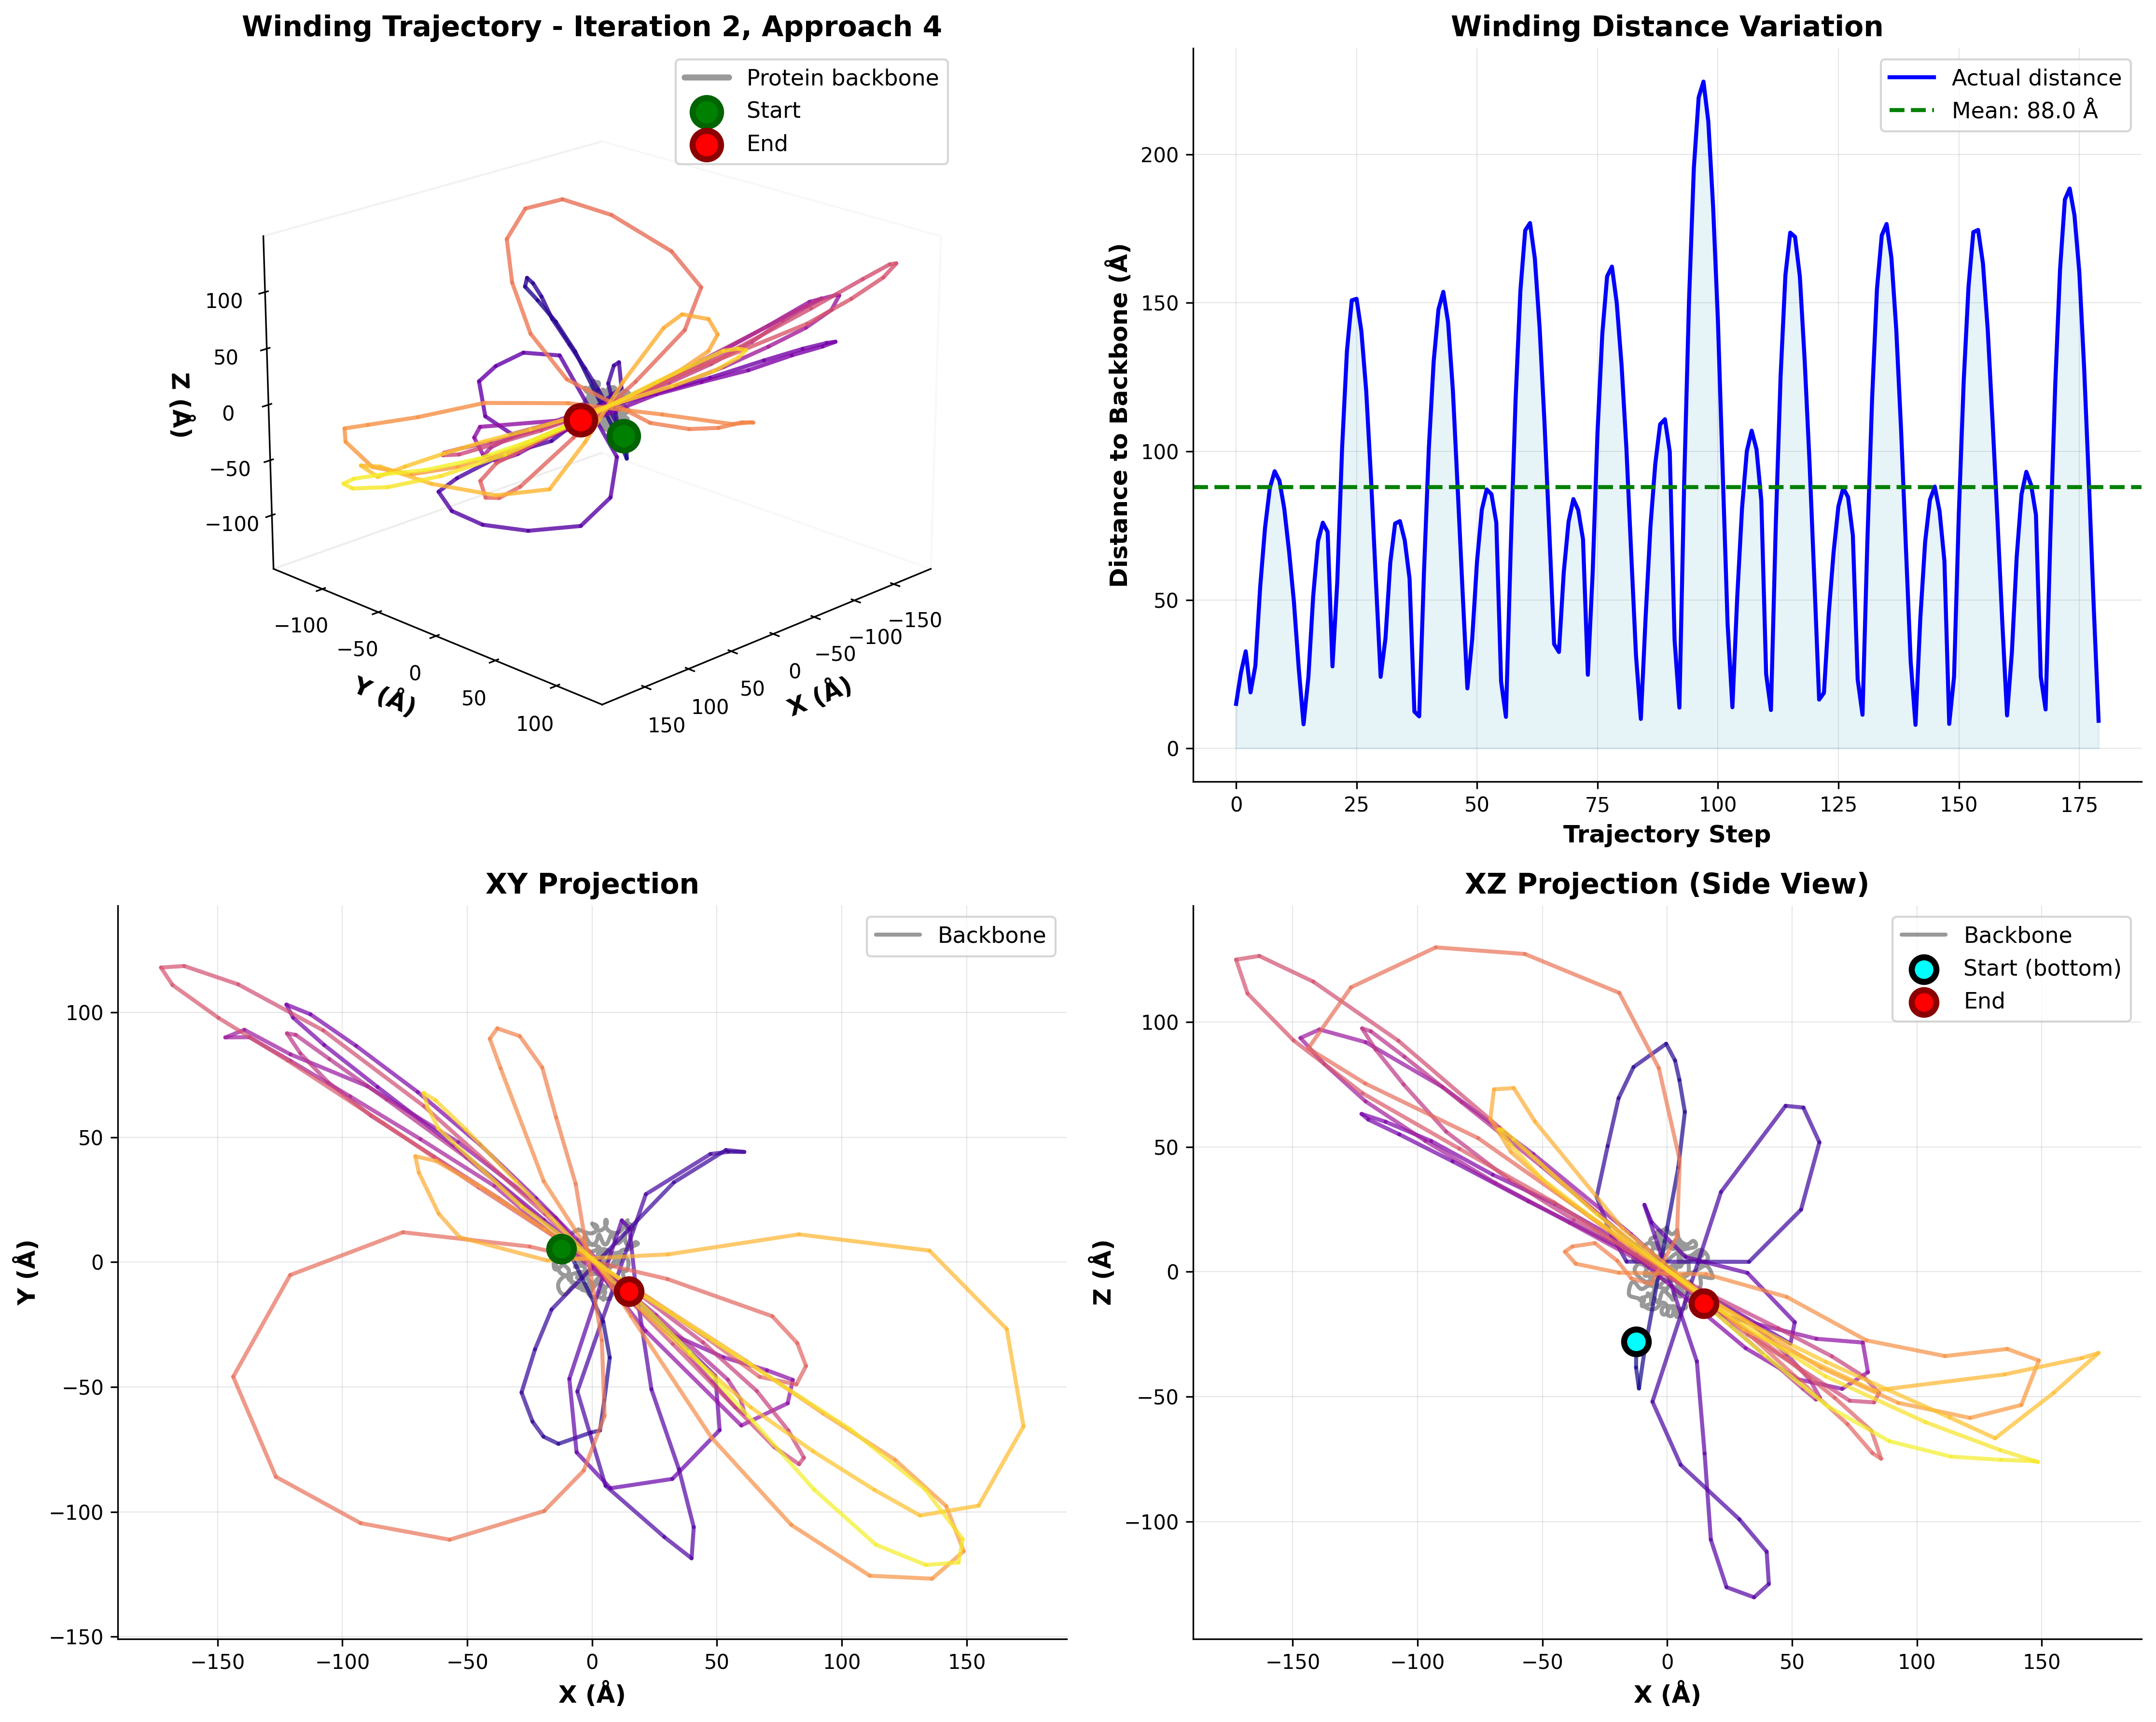 Winding Trajectory - Iteration 2, Approach 4
Protein backbone
Start
End
100
50
0
−50
−100
Z (Å)
−100
−50
0
50
100
Y (Å)
150
100
50
0
−50
−100
−150
X (Å)
Winding Distance Variation
Actual distance
Mean: 88.0 Å
200
150
100
50
0
Distance to Backbone (Å)
0 25 50 75 100 125 150 175
Trajectory Step
XY Projection
Backbone
100
50
0
−50
−100
−150
Y (Å)
−150 −100 −50 0 50 100 150
X (Å)
XZ Projection (Side View)
Backbone
Start (bottom)
End
100
50
0
−50
−100
Z (Å)
−150 −100 −50 0 50 100 150
X (Å)